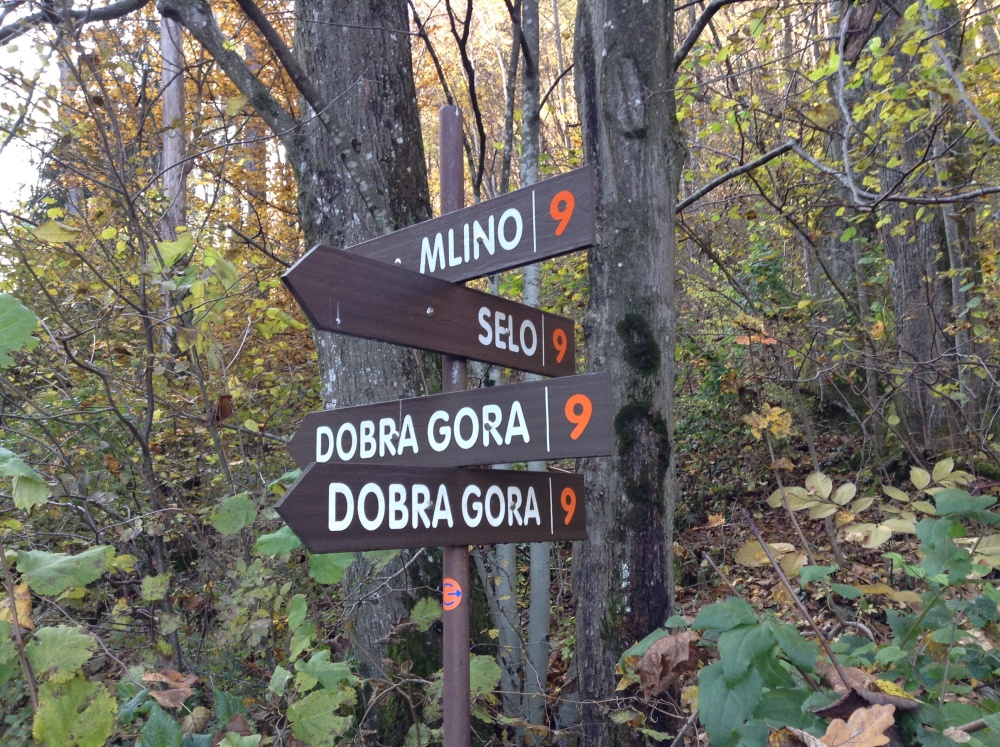 MLINO | 9
SELO | 9
DOBRA GORA | 9
DOBRA GORA | 9